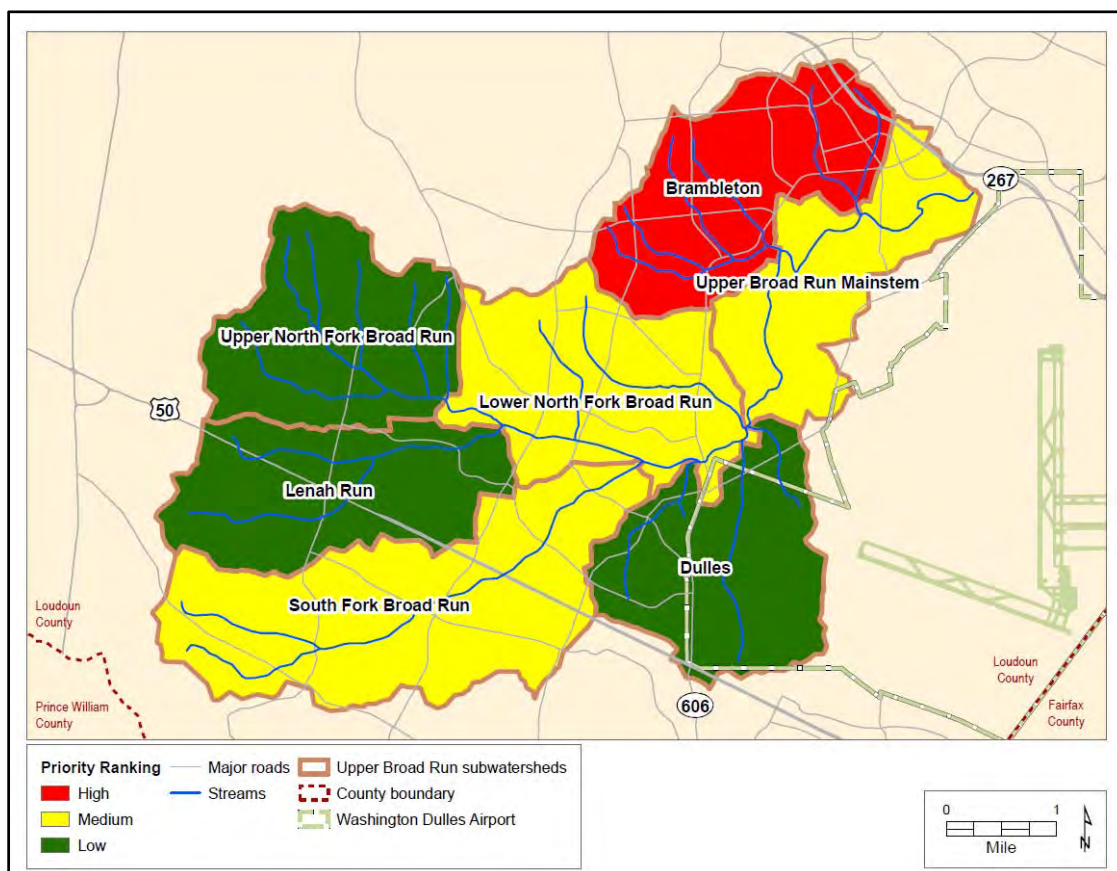 267
Brambleton
Upper Broad Run Mainstem
Upper North Fork Broad Run
50
Lower North Fork Broad Run
Lenah Run
Dulles
South Fork Broad Run
Loudoun
County
Prince William
County
606
Loudoun
County
Fairfax
County
Priority Ranking
High
Medium
Low
Major roads
Streams
Upper Broad Run subwatersheds
County boundary
Washington Dulles Airport
0 1
Mile
N